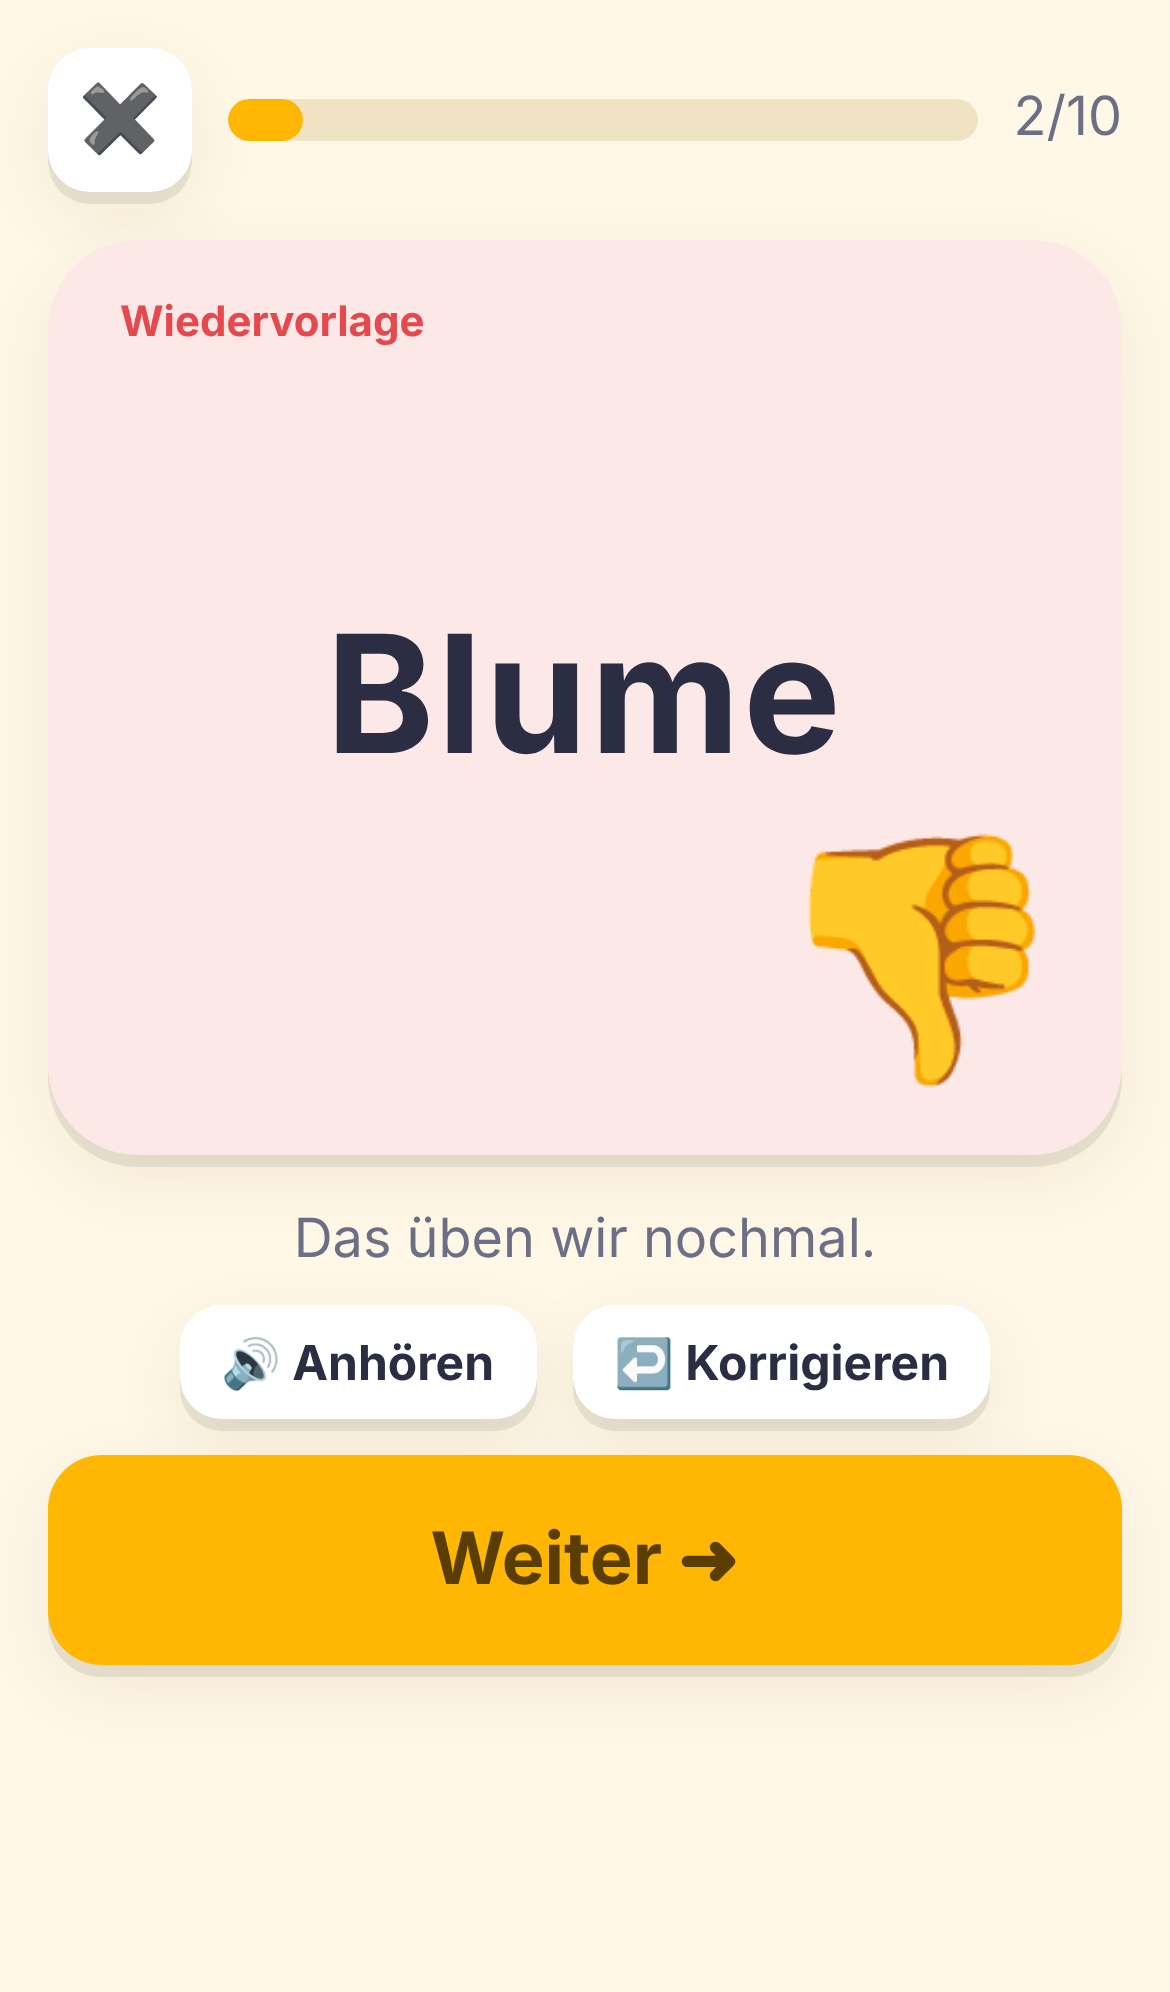 2/10
Wiedervorlage
Blume
Das üben wir nochmal.
Anhören
Korrigieren
Weiter →